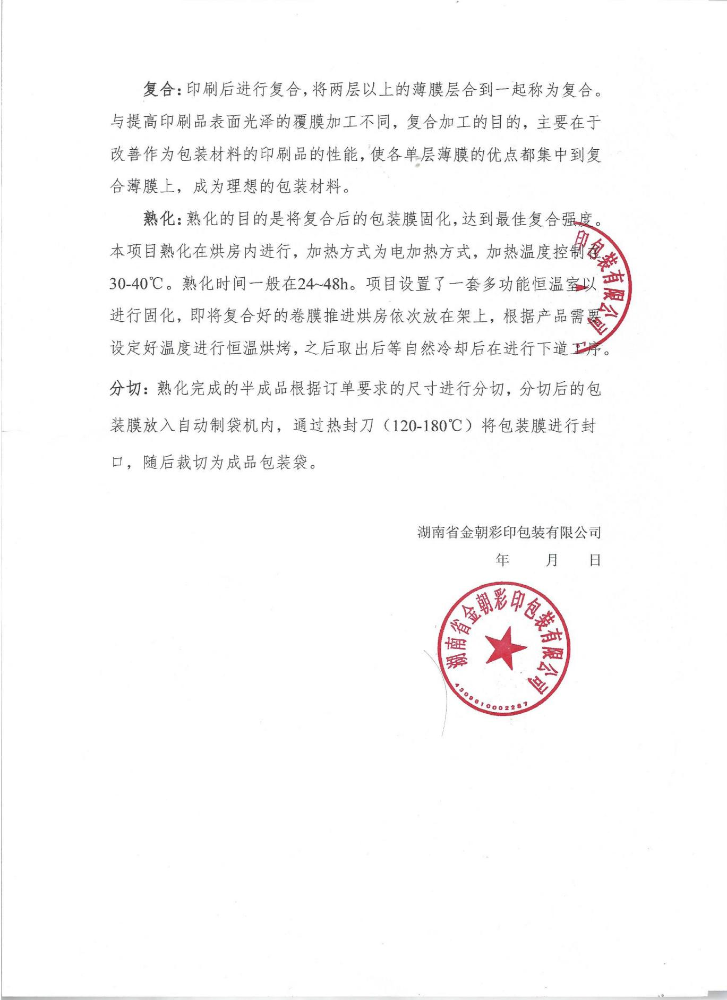 复合：印刷后进行复合，将两层以上的薄膜层合到一起称为复合。
与提高印刷品表面光泽的覆膜加工不同，复合加工的目的，主要在于
改善作为包装材料的印刷品的性能，使各单层薄膜的优点都集中到复
合薄膜上，成为理想的包装材料。
熟化：熟化的目的是将复合后的包装膜固化，达到最佳复合强度。
本项目熟化在烘房内进行，加热方式为电加热方式，加热温度控制在
30-40℃。熟化时间一般在24~48h。项目设置了一套多功能恒温室以
进行固化，即将复合好的卷膜推进烘房依次放在架上，根据产品需要
设定好温度进行恒温烘烤，之后取出后等自然冷却后在进行下道工序。
印包装有限公司
87
分切：熟化完成的半成品根据订单要求的尺寸进行分切，分切后的包
装膜放入自动制袋机内，通过热封刀（120-180℃）将包装膜进行封
口，随后裁切为成品包装袋。
湖南省金朝彩印包装有限公司
年 月 日
湖南省金朝彩印包装有限公司
4309810002287